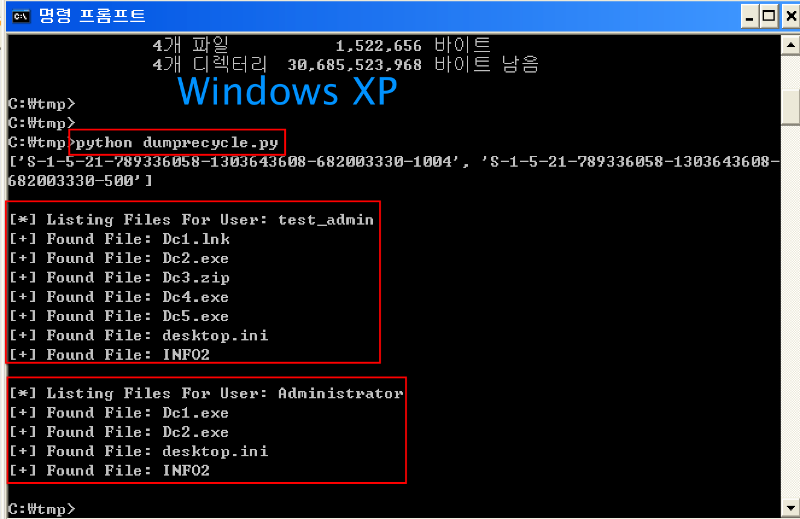 명령 프롬프트
4개 파일 1,522,656 바이트
4개 디렉터리 30,685,523,968 바이트 남음
Windows XP
C:₩tmp>
C:₩tmp>
C:₩tmp>python dumprecycle.py
['S-1-5-21-789336058-1303643608-682003330-1004', 'S-1-5-21-789336058-1303643608-
682003330-500']
[*] Listing Files For User: test_admin
[+] Found File: Dc1.lnk
[+] Found File: Dc2.exe
[+] Found File: Dc3.zip
[+] Found File: Dc4.exe
[+] Found File: Dc5.exe
[+] Found File: desktop.ini
[+] Found File: INFO2
[*] Listing Files For User: Administrator
[+] Found File: Dc1.exe
[+] Found File: Dc2.exe
[+] Found File: desktop.ini
[+] Found File: INFO2
C:₩tmp>